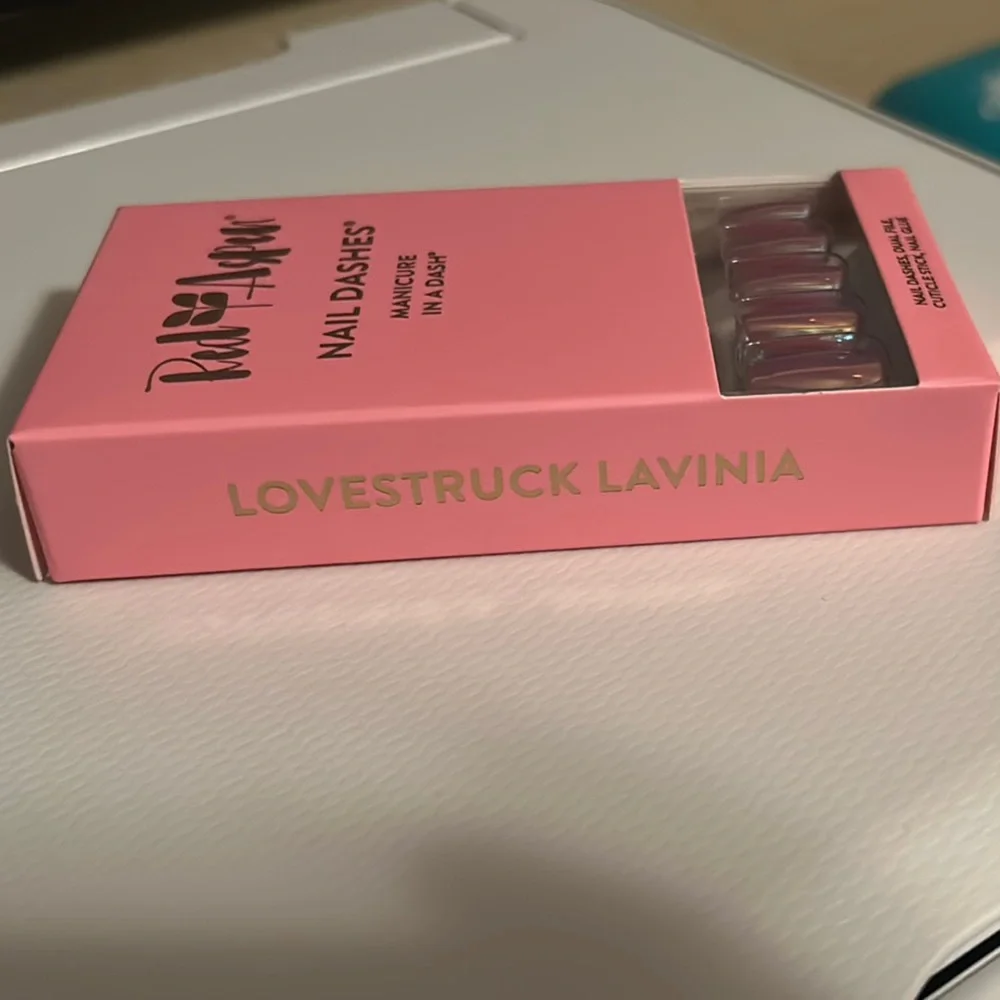 Red Aspen®
NAIL DASHES®
MANICURE
IN A DASH®
NAIL DASHES, DUAL FILE,
CUTICLE STICK, NAIL GLUE
LOVESTRUCK LAVINIA